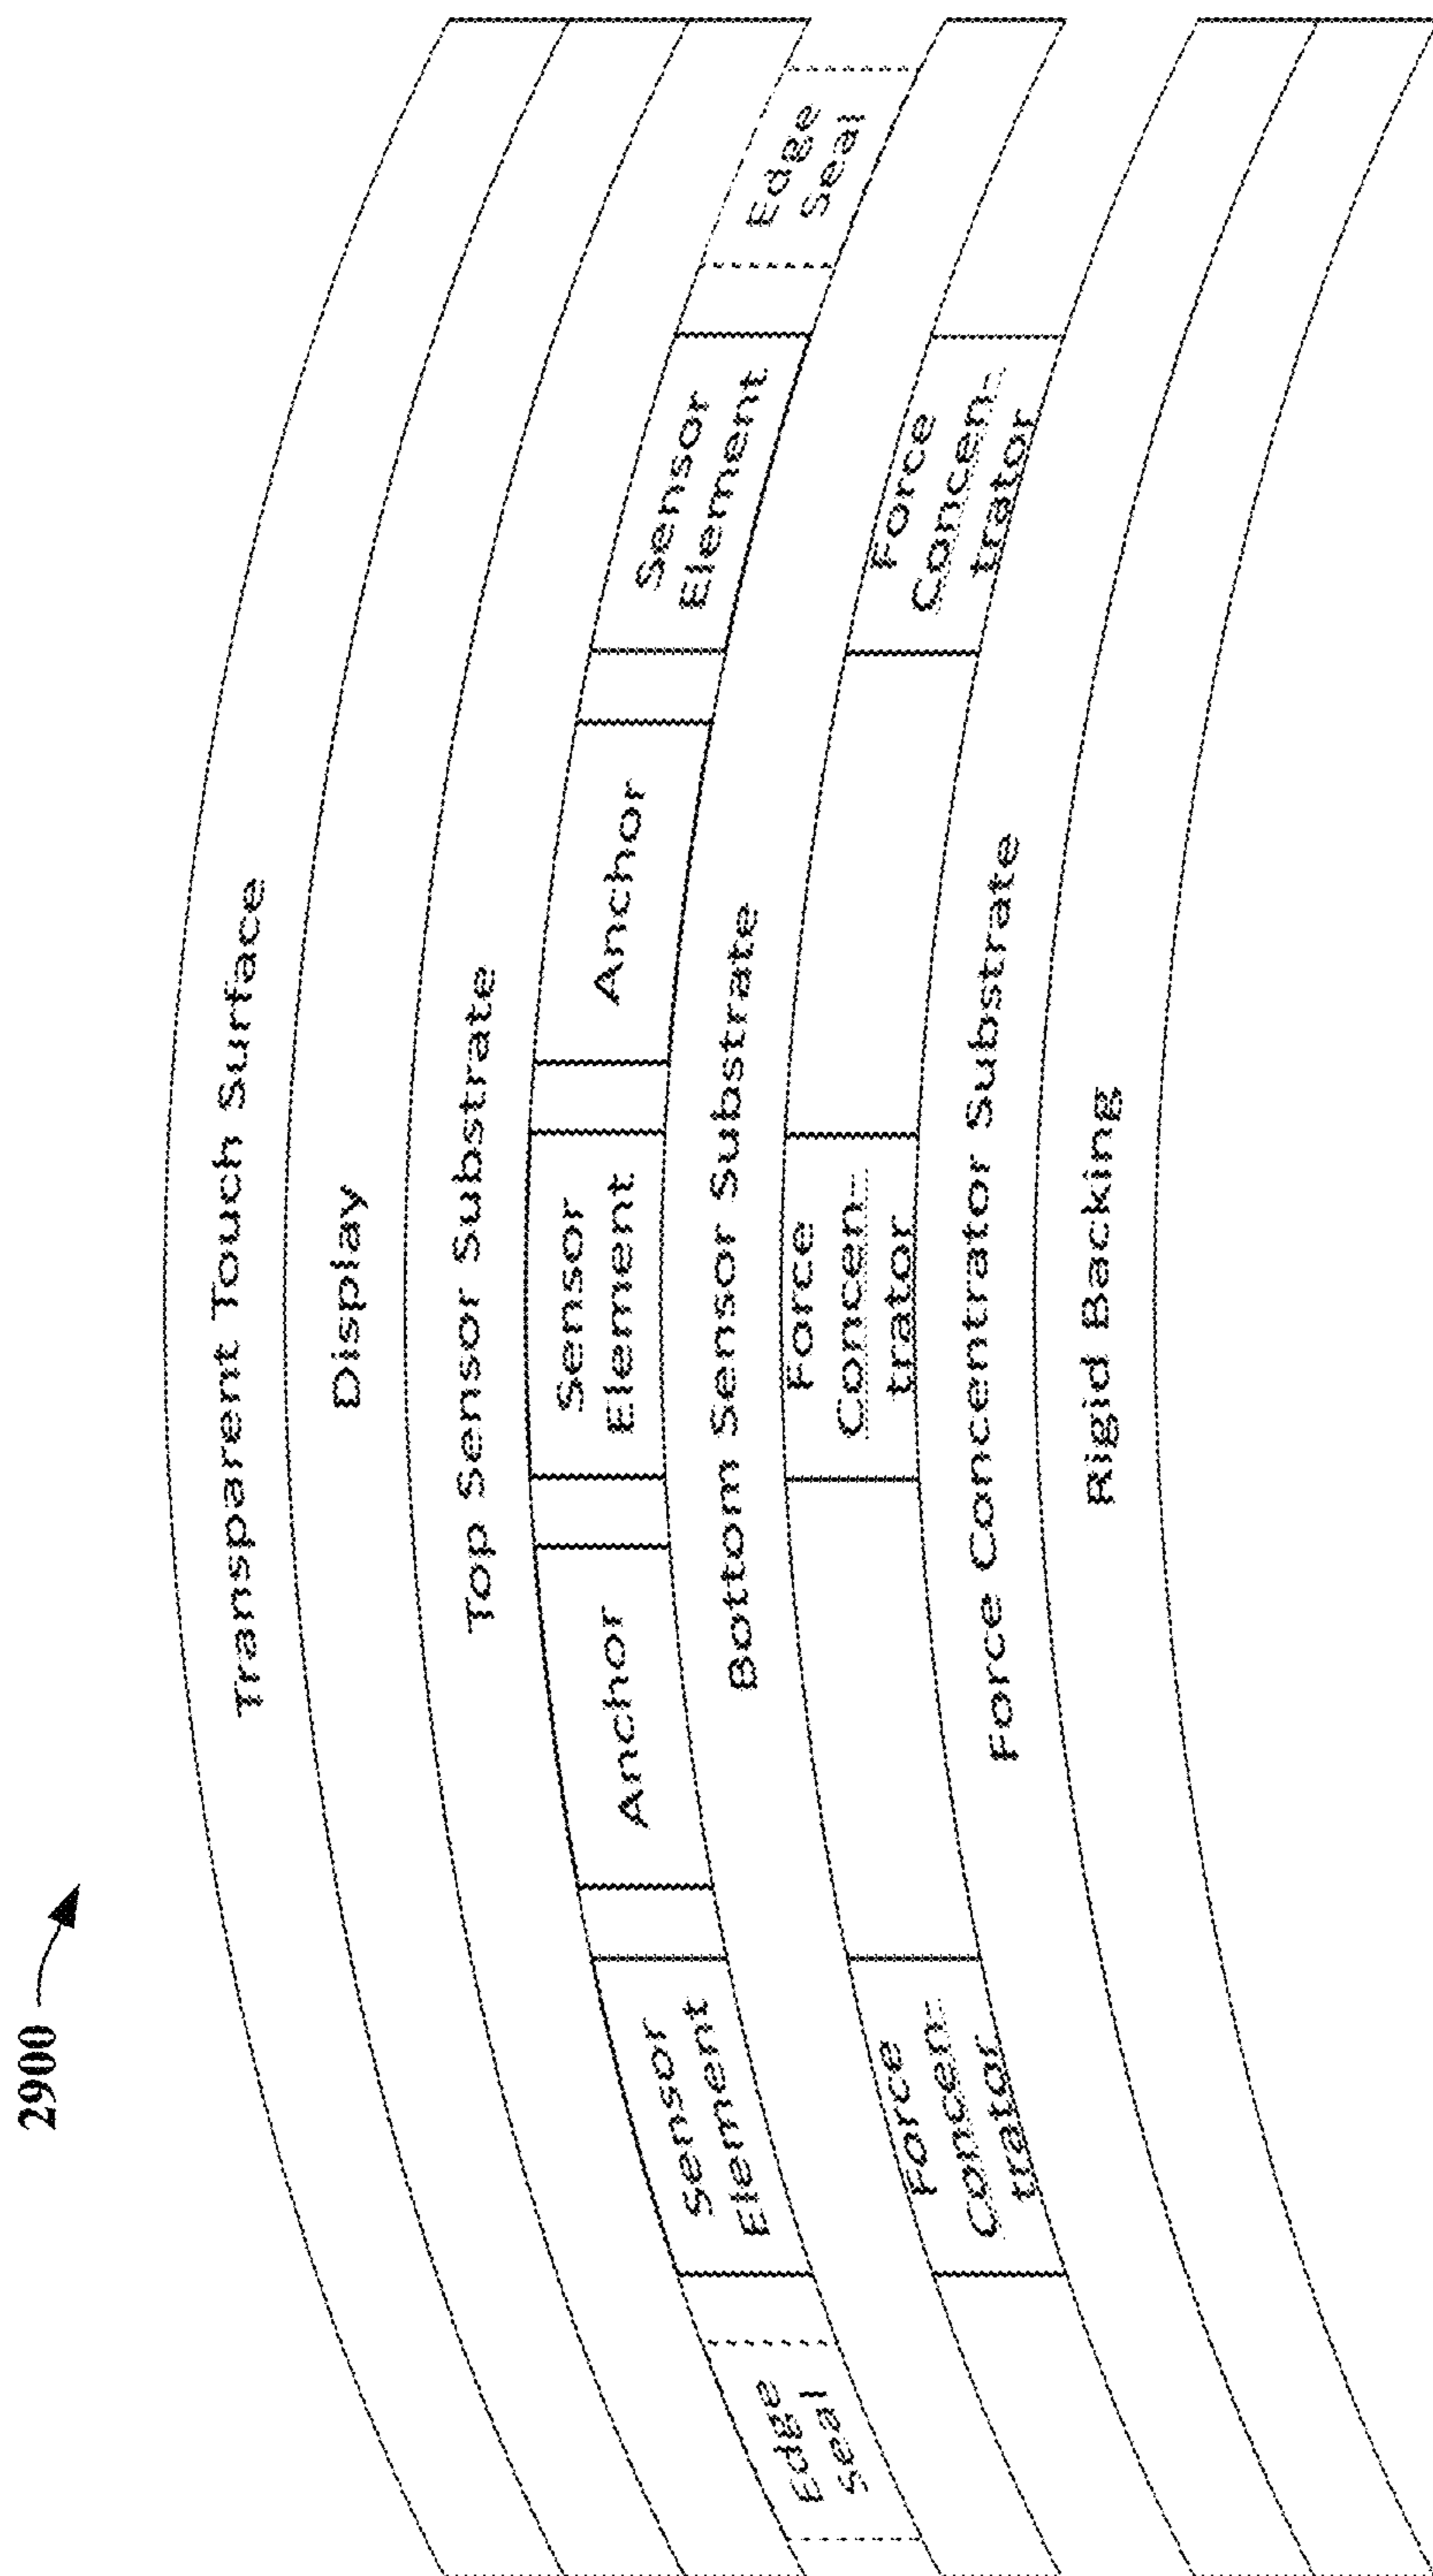 2900
Transparent Touch Surface
Display
Top Sensor Substrate
Edge
Seal
Sensor
Element
Anchor
Sensor
Element
Anchor
Sensor
Element
Edge
Seal
Bottom Sensor Substrate
Force
Concen-
trator
Force
Concen-
trator
Force
Concen-
trator
Force Concentrator Substrate
Rigid Backing